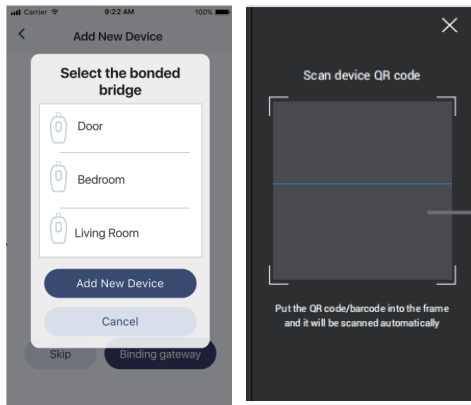 Carrier 9:22 AM 100%
Add New Device
Select the bonded
bridge
Door
Bedroom
Living Room
Add New Device
Cancel
Skip Binding gateway
Scan device QR code
Put the QR code/barcode into the frame
and it will be scanned automatically